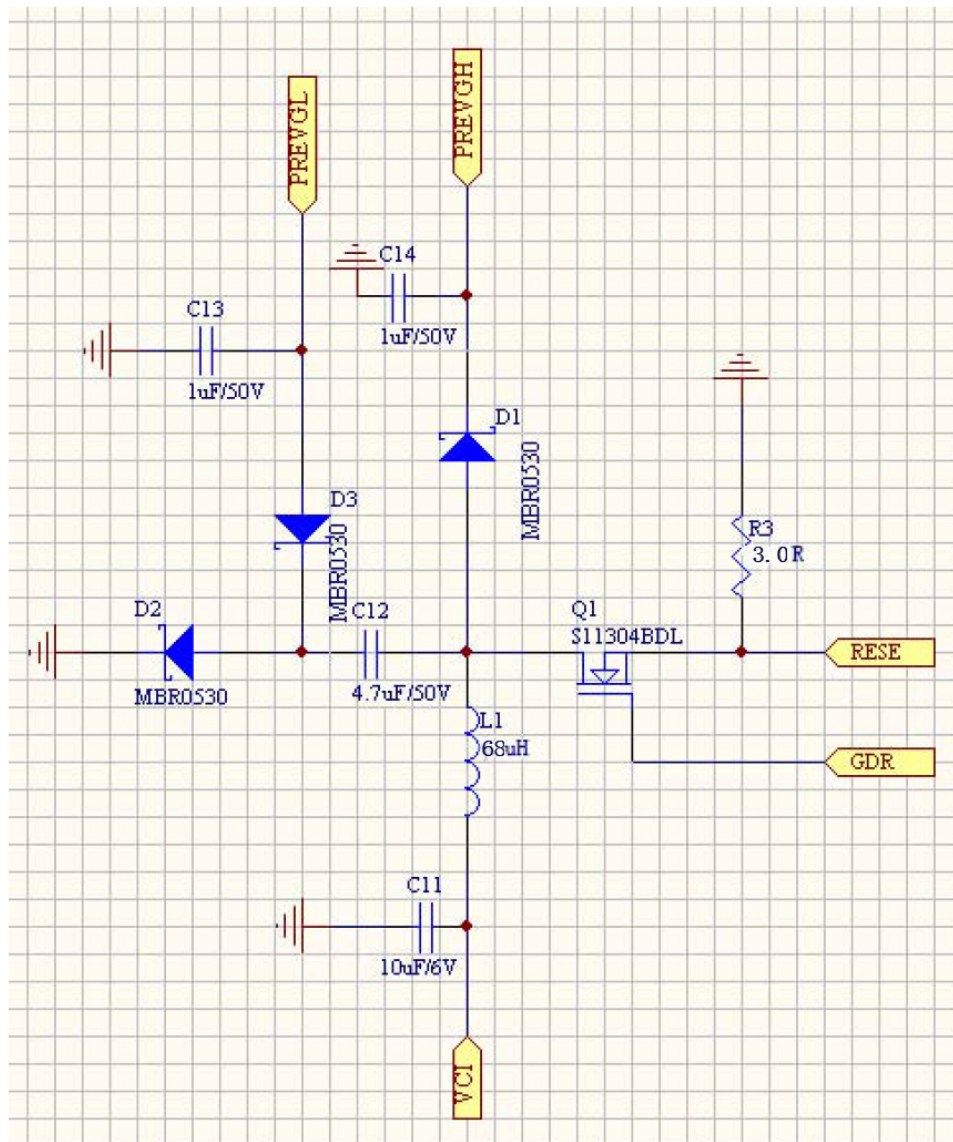 PREVGL
PREVGH
C14
1uF/50V
C13
1uF/50V
D1
MBR0530
D3
MBR0530
R3
3.0R
D2
MBR0530
C12
4.7uF/50V
Q1
S11304BDL
RESE
L1
68uH
GDR
C11
10uF/6V
VCI